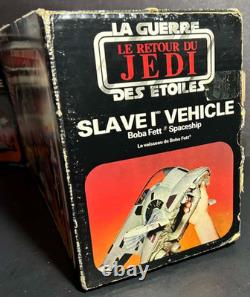 LA GUERRE
LE RETOUR DU
JEDI
DES ETOILES
SLAVE I VEHICLE
Boba Fett Spaceship
Le vaisseau de Boba Fett